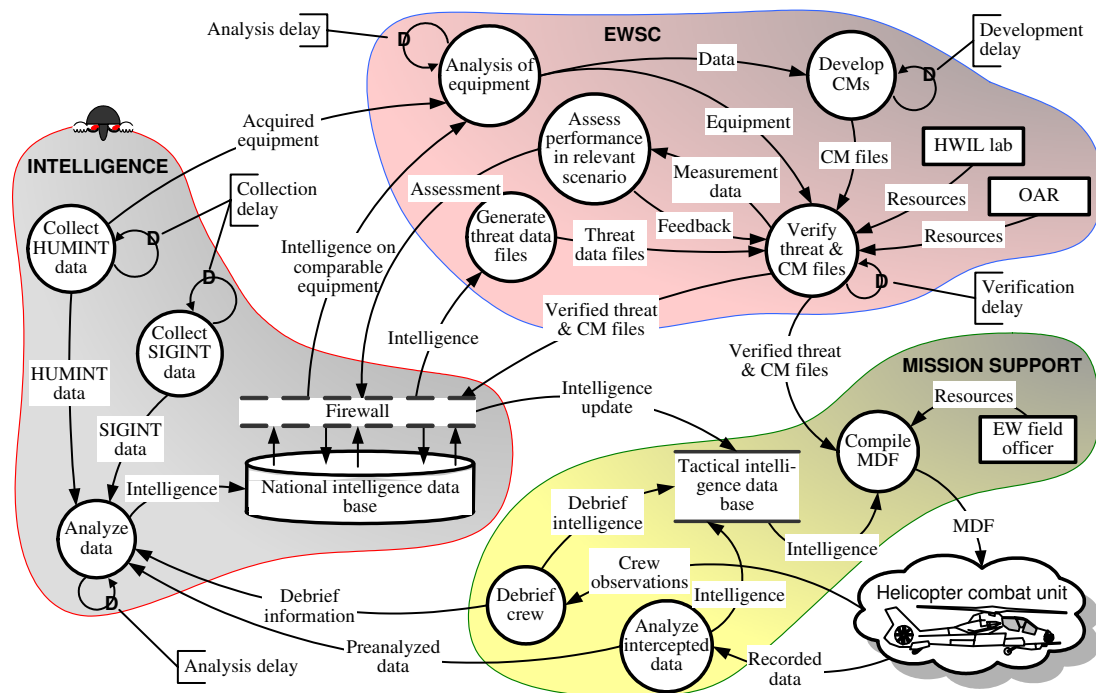 Analysis delay
D
EWSC
Analysis of
equipment
Data
Develop
CMs
D
Development
delay
Acquired
equipment
Assess
performance
in relevant
scenario
Equipment
CM files
HWIL lab
INTELLIGENCE
Measurement
data
Resources
OAR
Collection
delay
Assessment
Collect
HUMINT
data
D
Generate
threat data
files
Feedback
Threat
data files
Verify
threat &
CM files
Resources
Intelligence on
comparable
equipment
D
D
Verification
delay
Collect
SIGINT
data
Intelligence
Verified threat
& CM files
Verified threat
& CM files
MISSION SUPPORT
HUMINT
data
Firewall
Intelligence
update
Resources
EW field
officer
SIGINT
data
Compile
MDF
Intelligence
National intelligence data
base
Tactical intelli-
gence data
base
Debrief
intelligence
Analyze
data
MDF
Intelligence
Crew
observations
D
Debrief
information
Debrief
crew
Intelligence
Helicopter combat unit
Analyze
intercepted
data
Preanalyzed
data
Recorded
data
Analysis delay